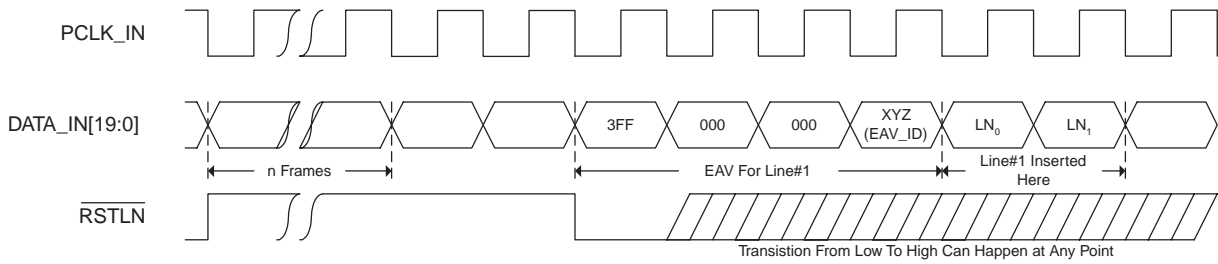 PCLK_IN
DATA_IN[19:0]
3FF
000
000
XYZ
(EAV_ID)
LN0
LN1
n Frames
EAV For Line#1
Line#1 Inserted
Here
RSTLN
Transistion From Low To High Can Happen at Any Point